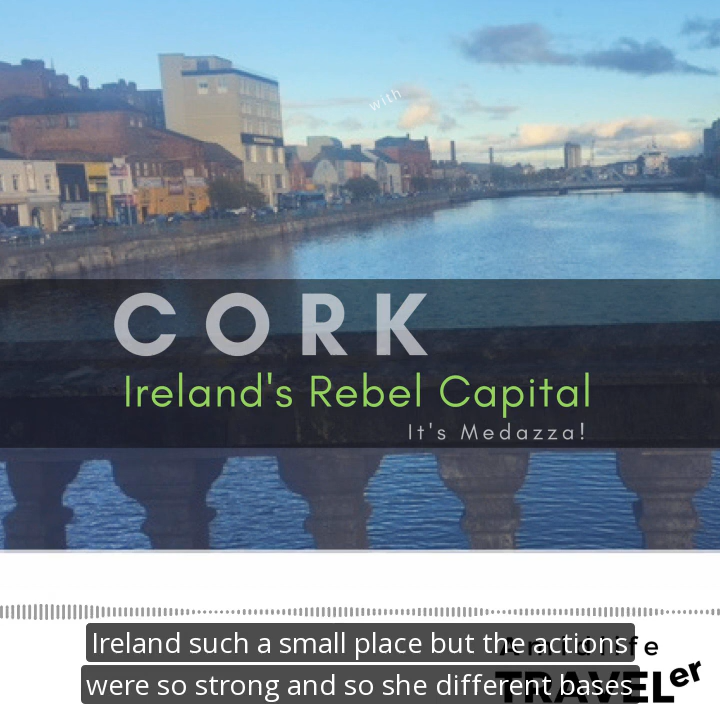 with
CORK
Ireland's Rebel Capital
It's Medazza!
Ireland such a small place but the actions
were so strong and so she different bases
Amidlife
TRAVELer